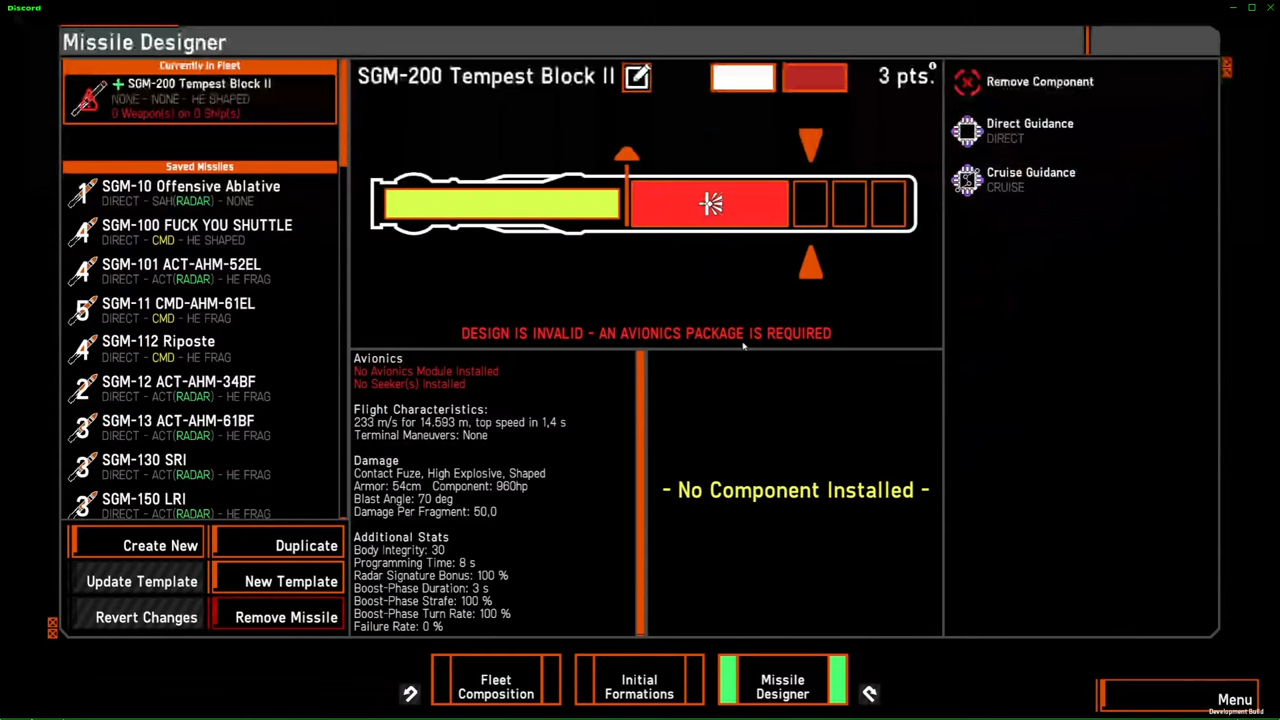 Discord
Missile Designer
Currently in Fleet
SGM-200 Tempest Block II
NONE - NONE - HE SHAPED
0 Weapon(s) on 0 Ship(s)
Saved Missiles
1
SGM-10 Offensive Ablative
DIRECT - SAH(RADAR) - NONE
4
SGM-100 FUCK YOU SHUTTLE
DIRECT - CMD - HE SHAPED
4
SGM-101 ACT-AHM-52EL
DIRECT - ACT(RADAR) - HE FRAG
5
SGM-11 CMD-AHM-61EL
DIRECT - CMD - HE FRAG
4
SGM-112 Riposte
DIRECT - CMD - HE FRAG
2
SGM-12 ACT-AHM-34BF
DIRECT - ACT(RADAR) - HE FRAG
3
SGM-13 ACT-AHM-61BF
DIRECT - ACT(RADAR) - HE FRAG
3
SGM-130 SRI
DIRECT - ACT(RADAR) - HE FRAG
3
SGM-150 LRI
DIRECT - ACT(RADAR) - HE FRAG
Create New
Duplicate
Update Template
New Template
Revert Changes
Remove Missile
SGM-200 Tempest Block II
3 pts.
DESIGN IS INVALID - AN AVIONICS PACKAGE IS REQUIRED
Avionics
No Avionics Module Installed
No Seeker(s) Installed
Flight Characteristics:
233 m/s for 14.593 m, top speed in 1,4 s
Terminal Maneuvers: None
Damage
Contact Fuze, High Explosive, Shaped
Armor: 54cm Component: 960hp
Blast Angle: 70 deg
Damage Per Fragment: 50,0
Additional Stats
Body Integrity: 30
Programming Time: 8 s
Radar Signature Bonus: 100 %
Boost-Phase Duration: 3 s
Boost-Phase Strafe: 100 %
Boost-Phase Turn Rate: 100 %
Failure Rate: 0 %
- No Component Installed -
Remove Component
Direct Guidance
DIRECT
Cruise Guidance
CRUISE
Fleet
Composition
Initial
Formations
Missile
Designer
Menu
Development Build